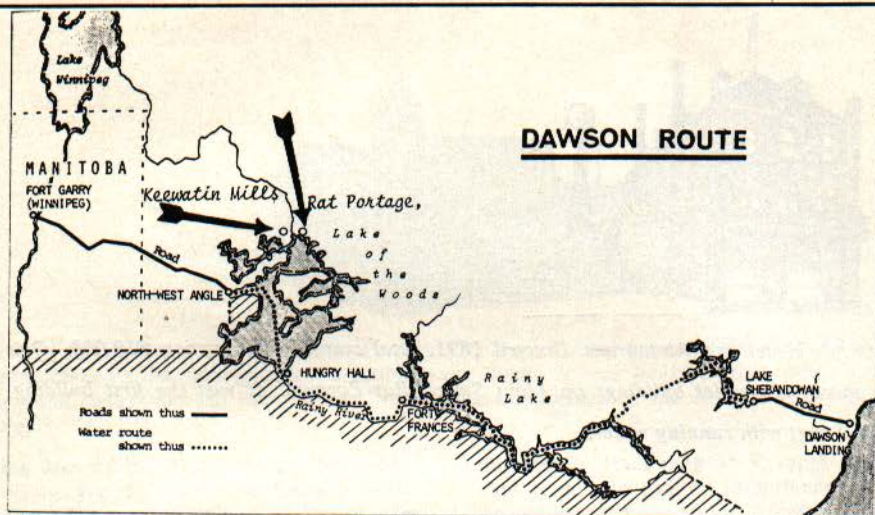 Lake
Winnipeg
DAWSON ROUTE
MANITOBA
FORT GARRY
(WINNIPEG)
Keewatin Mills
Rat Portage,
Lake
of
the
Woods
Road
NORTH-WEST ANGLE
HUNGRY HALL
Rainy River
FORT
FRANCES
Rainy
Lake
LAKE
SHEBANDOWAN
Road
DAWSON
LANDING
Roads shown thus
Water route
shown thus